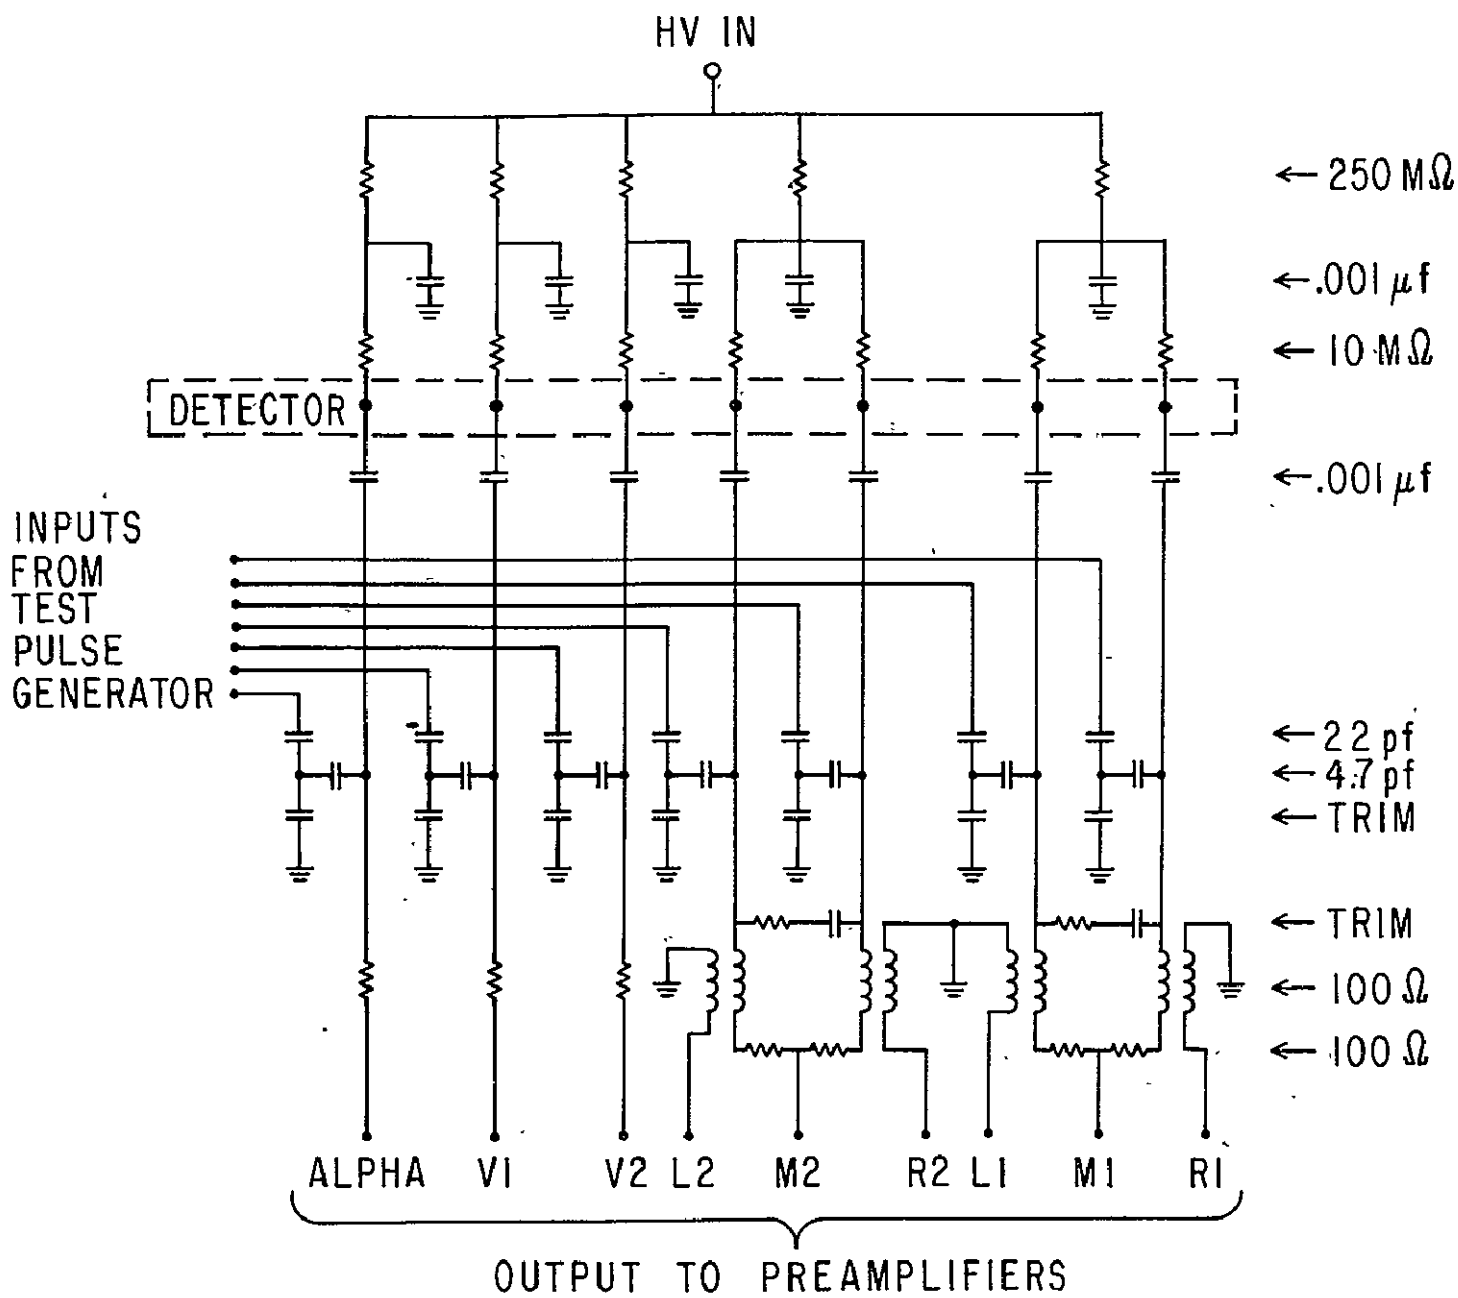 HV IN
← 250 MΩ
← .001 μf
← 10 MΩ
DETECTOR
← .001 μf
INPUTS
FROM
TEST
PULSE
GENERATOR
← 22 pf
← 4.7 pf
← TRIM
← TRIM
← 100 Ω
← 100 Ω
ALPHA V1 V2 L2 M2 R2 L1 M1 R1
OUTPUT TO PREAMPLIFIERS